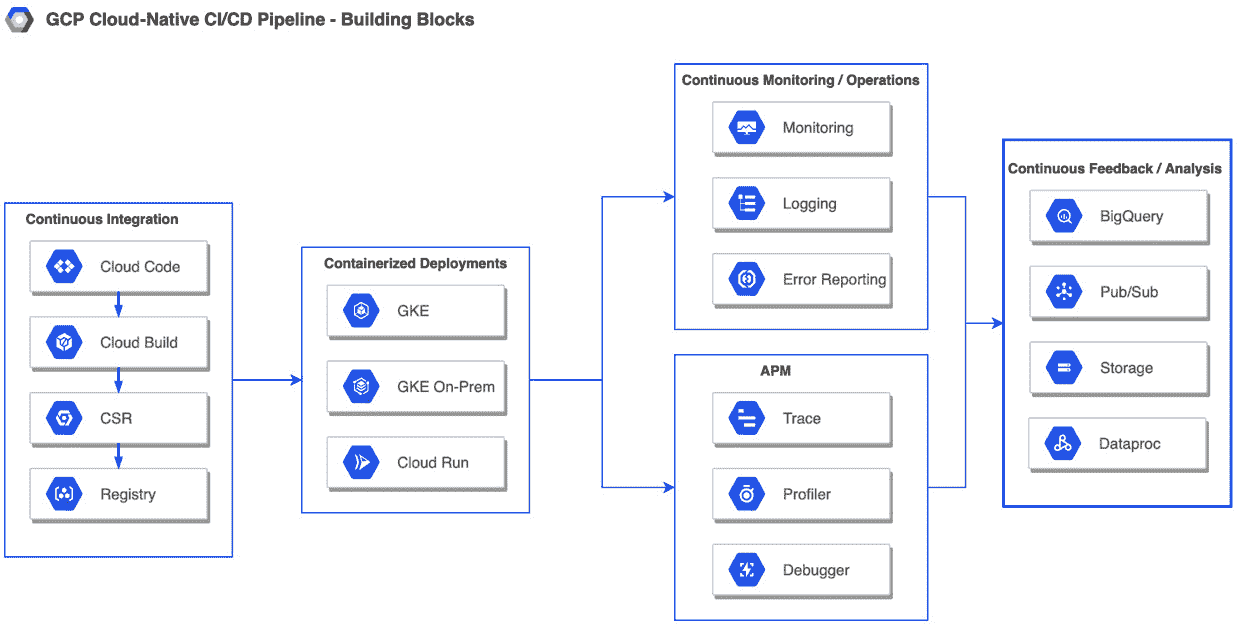 GCP Cloud-Native CI/CD Pipeline - Building Blocks
Continuous Integration
Cloud Code
Cloud Build
CSR
Registry
Containerized Deployments
GKE
GKE On-Prem
Cloud Run
Continuous Monitoring / Operations
Monitoring
Logging
Error Reporting
APM
Trace
Profiler
Debugger
Continuous Feedback / Analysis
BigQuery
Pub/Sub
Storage
Dataproc